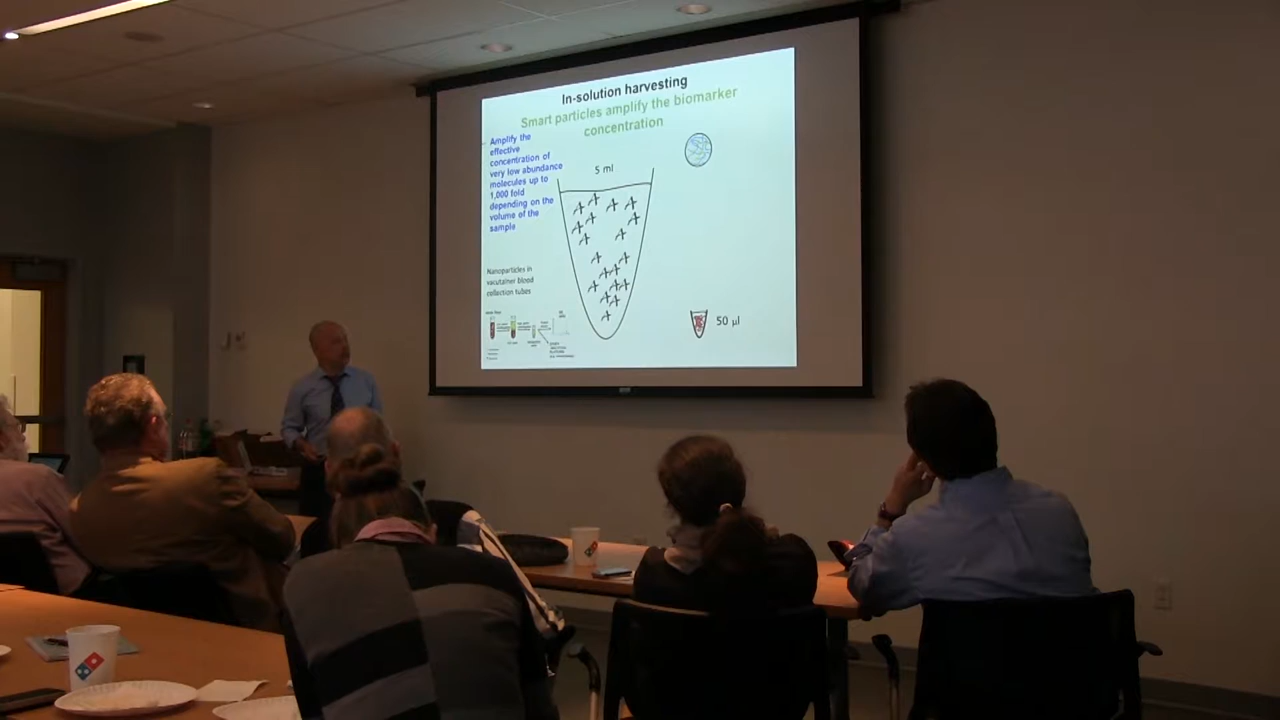 In-solution harvesting
Smart particles amplify the biomarker
concentration
Amplify the
effective
concentration of
very low abundance
molecules up to
1,000 fold
depending on the
volume of the
sample
5 ml
Nanoparticles in
vacutainer blood
collection tubes
50 µl